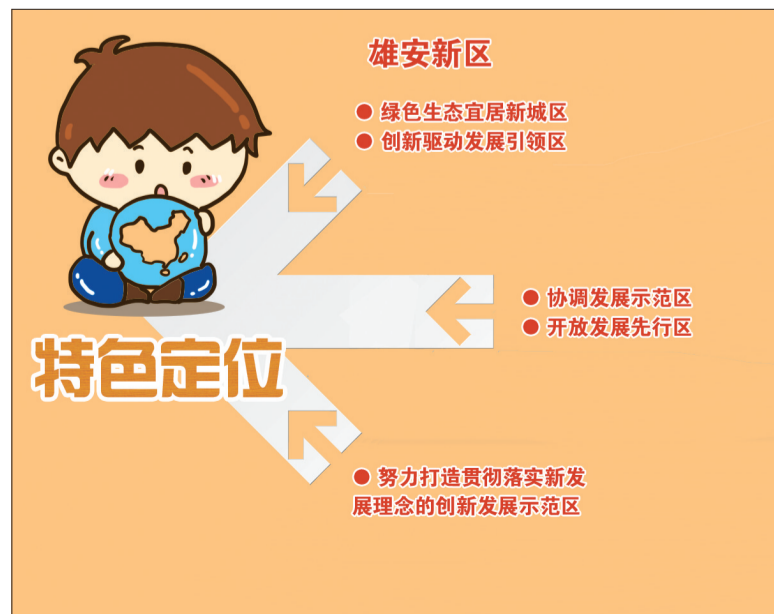 雄安新区
● 绿色生态宜居新城区
● 创新驱动发展引领区
● 协调发展示范区
● 开放发展先行区
特色定位
● 努力打造贯彻落实新发
展理念的创新发展示范区